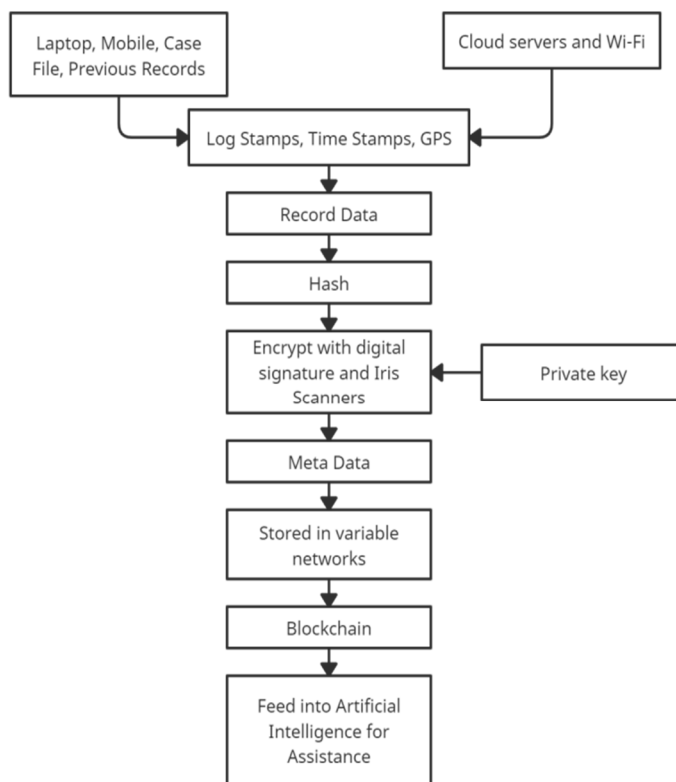 Laptop, Mobile, Case
File, Previous Records
Cloud servers and Wi-Fi
Log Stamps, Time Stamps, GPS
Record Data
Hash
Encrypt with digital
signature and Iris
Scanners
Private key
Meta Data
Stored in variable
networks
Blockchain
Feed into Artificial
Intelligence for
Assistance